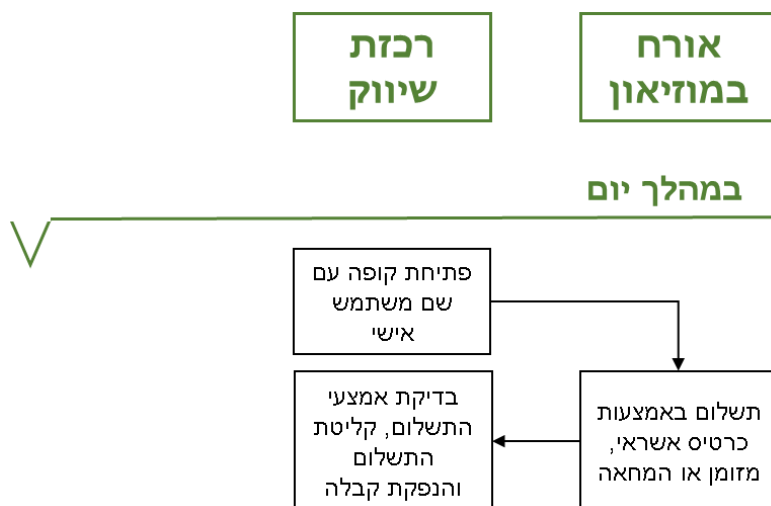 אורח
במוזיאון
רכזת
שיווק
במהלך יום
פתיחת קופה עם
שם משתמש
אישי
תשלום באמצעות
כרטיס אשראי,
מזומן או המחאה
בדיקת אמצעי
התשלום, קליטת
התשלום
והנפקת קבלה